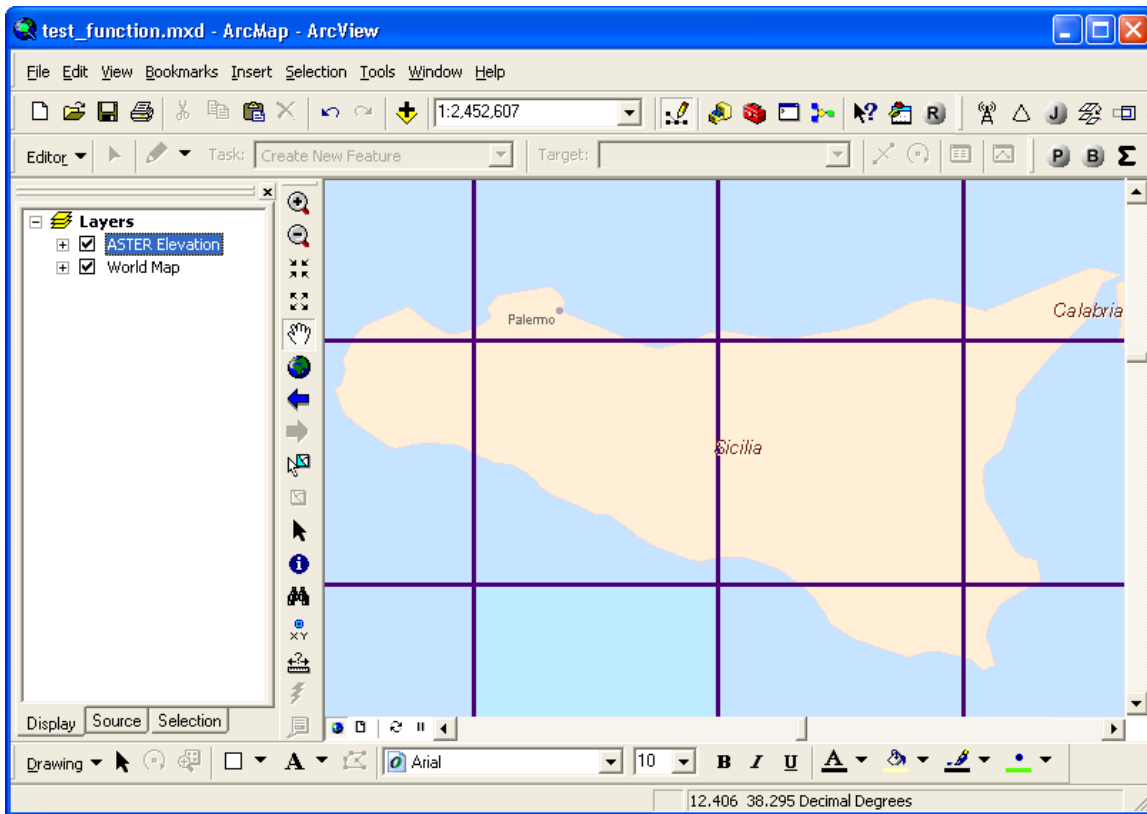 test_function.mxd - ArcMap - ArcView
File Edit View Bookmarks Insert Selection Tools Window Help
1:2,452,607
R J
Editor Task: Create New Feature Target: P B Σ
Layers
ASTER Elevation
World Map
Palermo
Calabria
Sicilia
XY
Display Source Selection
Drawing A Arial 10 B I U A
12.406 38.295 Decimal Degrees